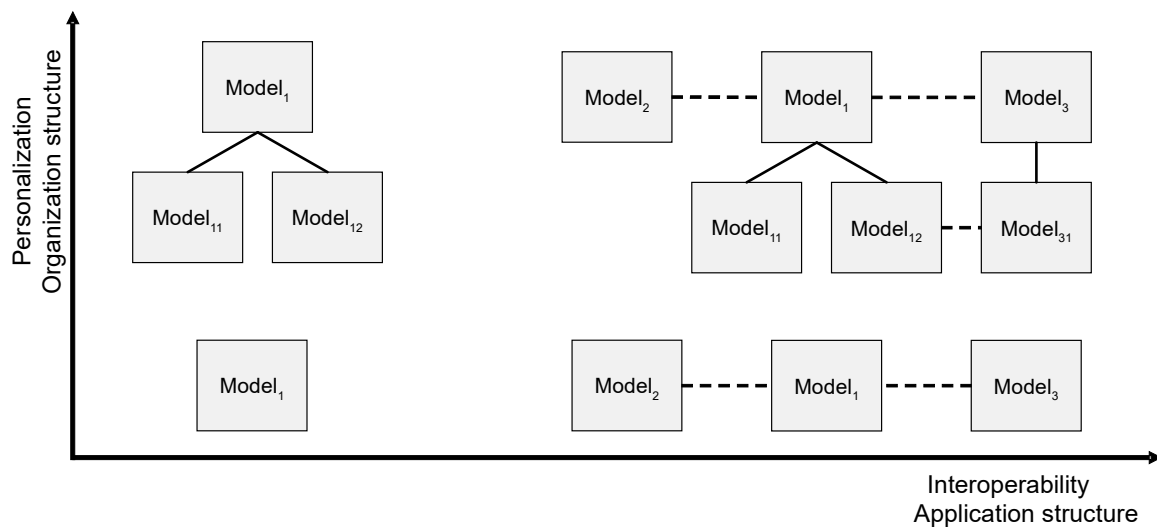 Personalization
Organization structure
Model₁
Model₁₁
Model₁₂
Model₁
Model₂
Model₁
Model₃
Model₁₁
Model₁₂
Model₃₁
Model₂
Model₁
Model₃
Interoperability
Application structure